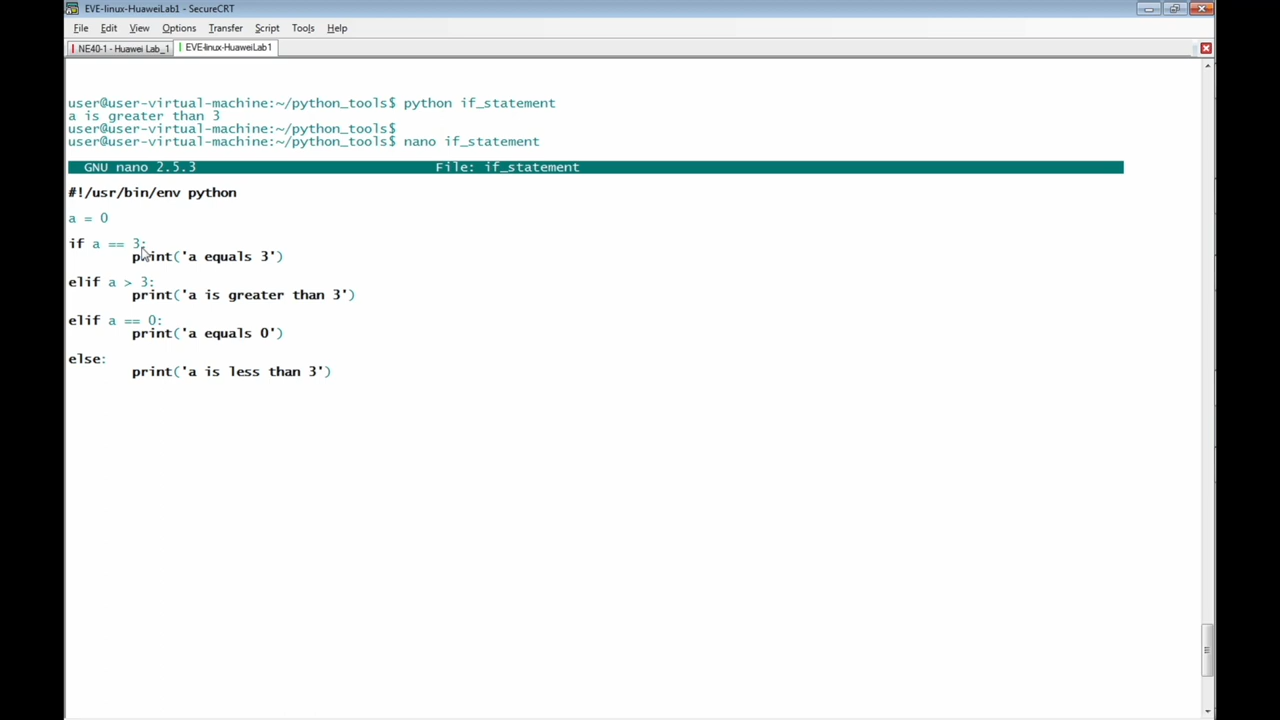 EVE-linux-HuaweiLab1 - SecureCRT
File Edit View Options Transfer Script Tools Help
NE40-1 - Huawei Lab_1 EVE-linux-HuaweiLab1
user@user-virtual-machine:~/python_tools$ python if_statement
a is greater than 3
user@user-virtual-machine:~/python_tools$
user@user-virtual-machine:~/python_tools$ nano if_statement
GNU nano 2.5.3 File: if_statement
#!/usr/bin/env python
a = 0
if a == 3:
print('a equals 3')
elif a > 3:
print('a is greater than 3')
elif a == 0:
print('a equals 0')
else:
print('a is less than 3')